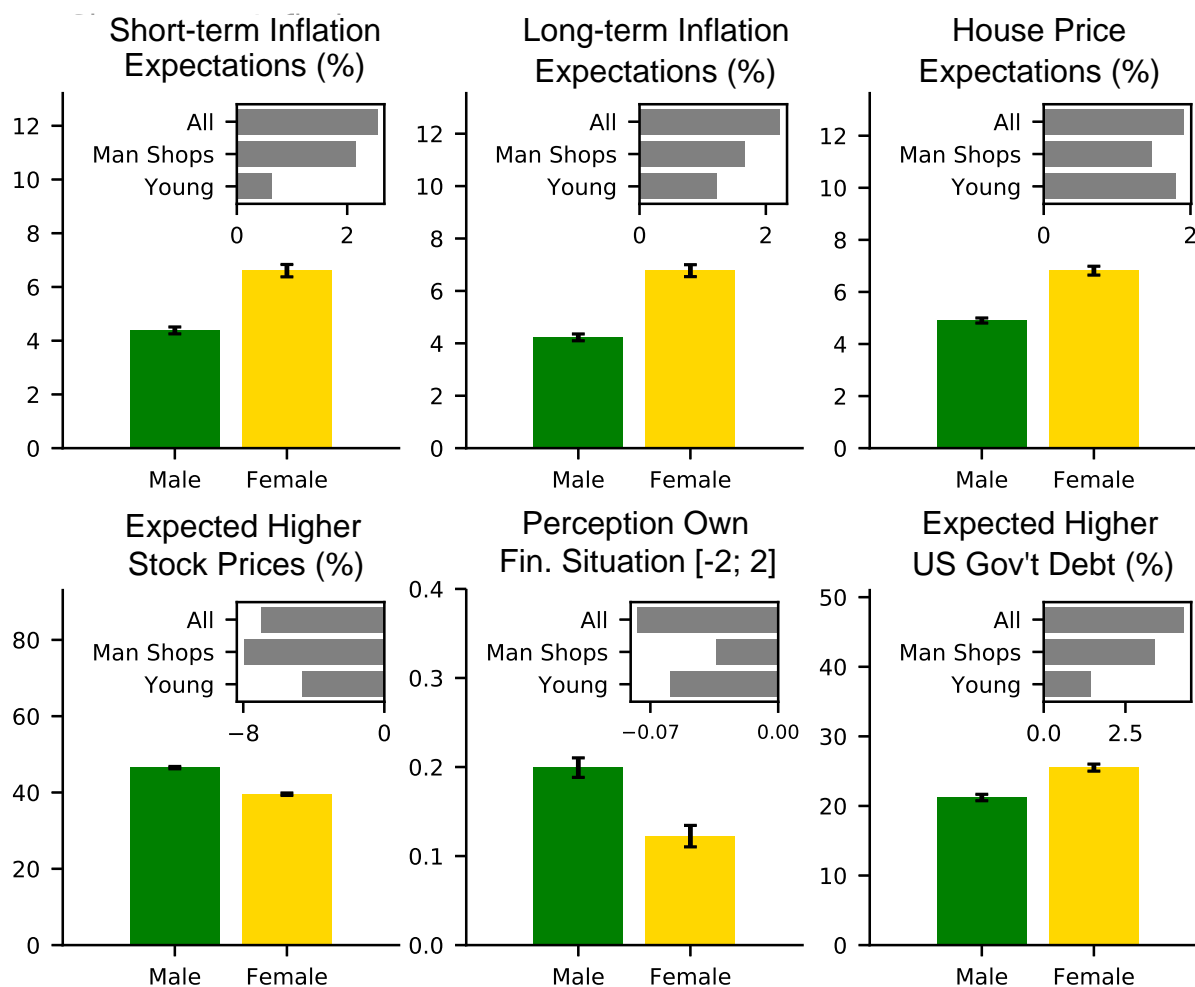 Short-term Inflation
Expectations (%)
12
10
8
6
4
2
0
All
Man Shops
Young
0 2
Male Female
Long-term Inflation
Expectations (%)
12
10
8
6
4
2
0
All
Man Shops
Young
0 2
Male Female
House Price
Expectations (%)
12
10
8
6
4
2
0
All
Man Shops
Young
0 2
Male Female
Expected Higher
Stock Prices (%)
80
60
40
20
0
All
Man Shops
Young
−8 0
Male Female
Perception Own
Fin. Situation [-2; 2]
0.4
0.3
0.2
0.1
0.0
All
Man Shops
Young
−0.07 0.00
Male Female
Expected Higher
US Gov't Debt (%)
50
40
30
20
10
0
All
Man Shops
Young
0.0 2.5
Male Female